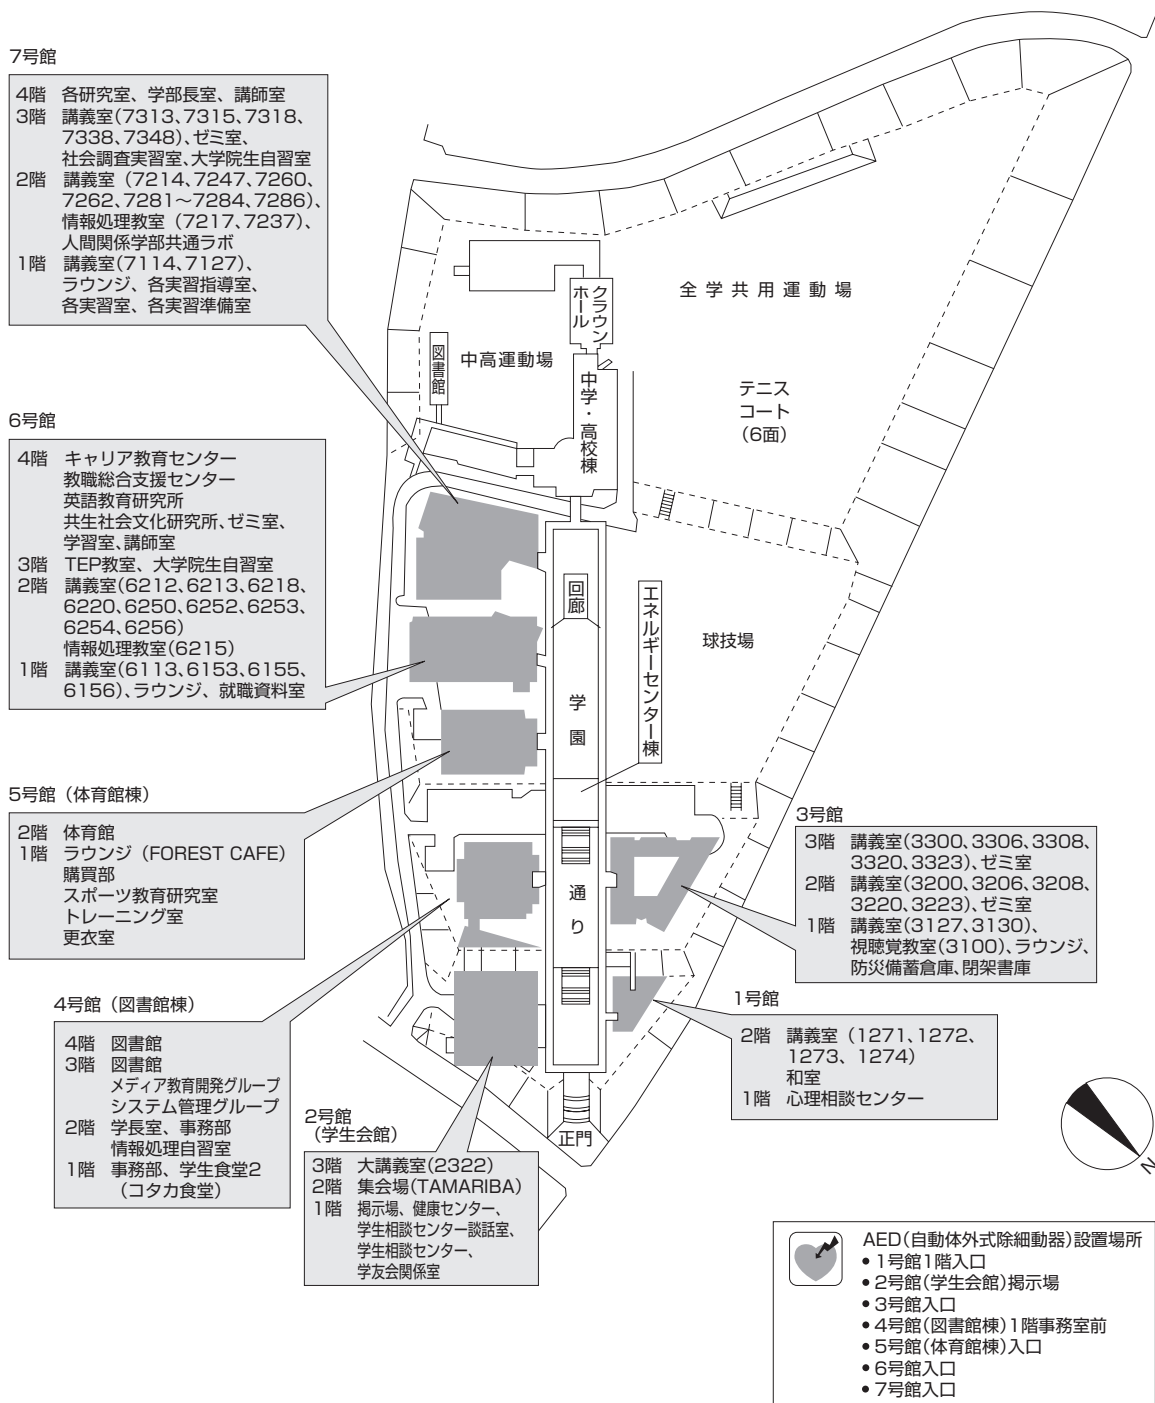 7号館
4階 各研究室、学部長室、講師室
3階 講義室(7313、7315、7318、
7338、7348)、ゼミ室、
社会調査実習室、大学院生自習室
2階 講義室 (7214、7247、7260、
7262、7281～7284、7286)、
情報処理教室 (7217、7237)、
人間関係学部共通ラボ
1階 講義室(7114、7127)、
ラウンジ、各実習指導室、
各実習室、各実習準備室
6号館
4階 キャリア教育センター
教職総合支援センター
英語教育研究所
共生社会文化研究所、ゼミ室、
学習室、講師室
3階 TEP教室、大学院生自習室
2階 講義室(6212、6213、6218、
6220、6250、6252、6253、
6254、6256)
情報処理教室(6215)
1階 講義室(6113、6153、6155、
6156)、ラウンジ、就職資料室
5号館 (体育館棟)
2階 体育館
1階 ラウンジ (FOREST CAFE)
購買部
スポーツ教育研究室
トレーニング室
更衣室
4号館 (図書館棟)
4階 図書館
3階 図書館
メディア教育開発グループ
システム管理グループ
2階 学長室、事務部
情報処理自習室
1階 事務部、学生食堂2
(コタカ食堂)
2号館
(学生会館)
3階 大講義室(2322)
2階 集会場(TAMARIBA)
1階 掲示場、健康センター、
学生相談センター談話室、
学生相談センター、
学友会関係室
クラウン
ホール
全学共用運動場
図書館
中高運動場
中学・高校棟
テニス
コート
(6面)
回廊
エネルギーセンター棟
球技場
学園
通り
正門
3号館
3階 講義室(3300、3306、3308、
3320、3323)、ゼミ室
2階 講義室(3200、3206、3208、
3220、3223)、ゼミ室
1階 講義室(3127、3130)、
視聴覚教室(3100)、ラウンジ、
防災備蓄倉庫、閉架書庫
1号館
2階 講義室 (1271、1272、
1273、1274)
和室
1階 心理相談センター
N
AED(自動体外式除細動器)設置場所
• 1号館1階入口
• 2号館(学生会館)掲示場
• 3号館入口
• 4号館(図書館棟)1階事務室前
• 5号館(体育館棟)入口
• 6号館入口
• 7号館入口